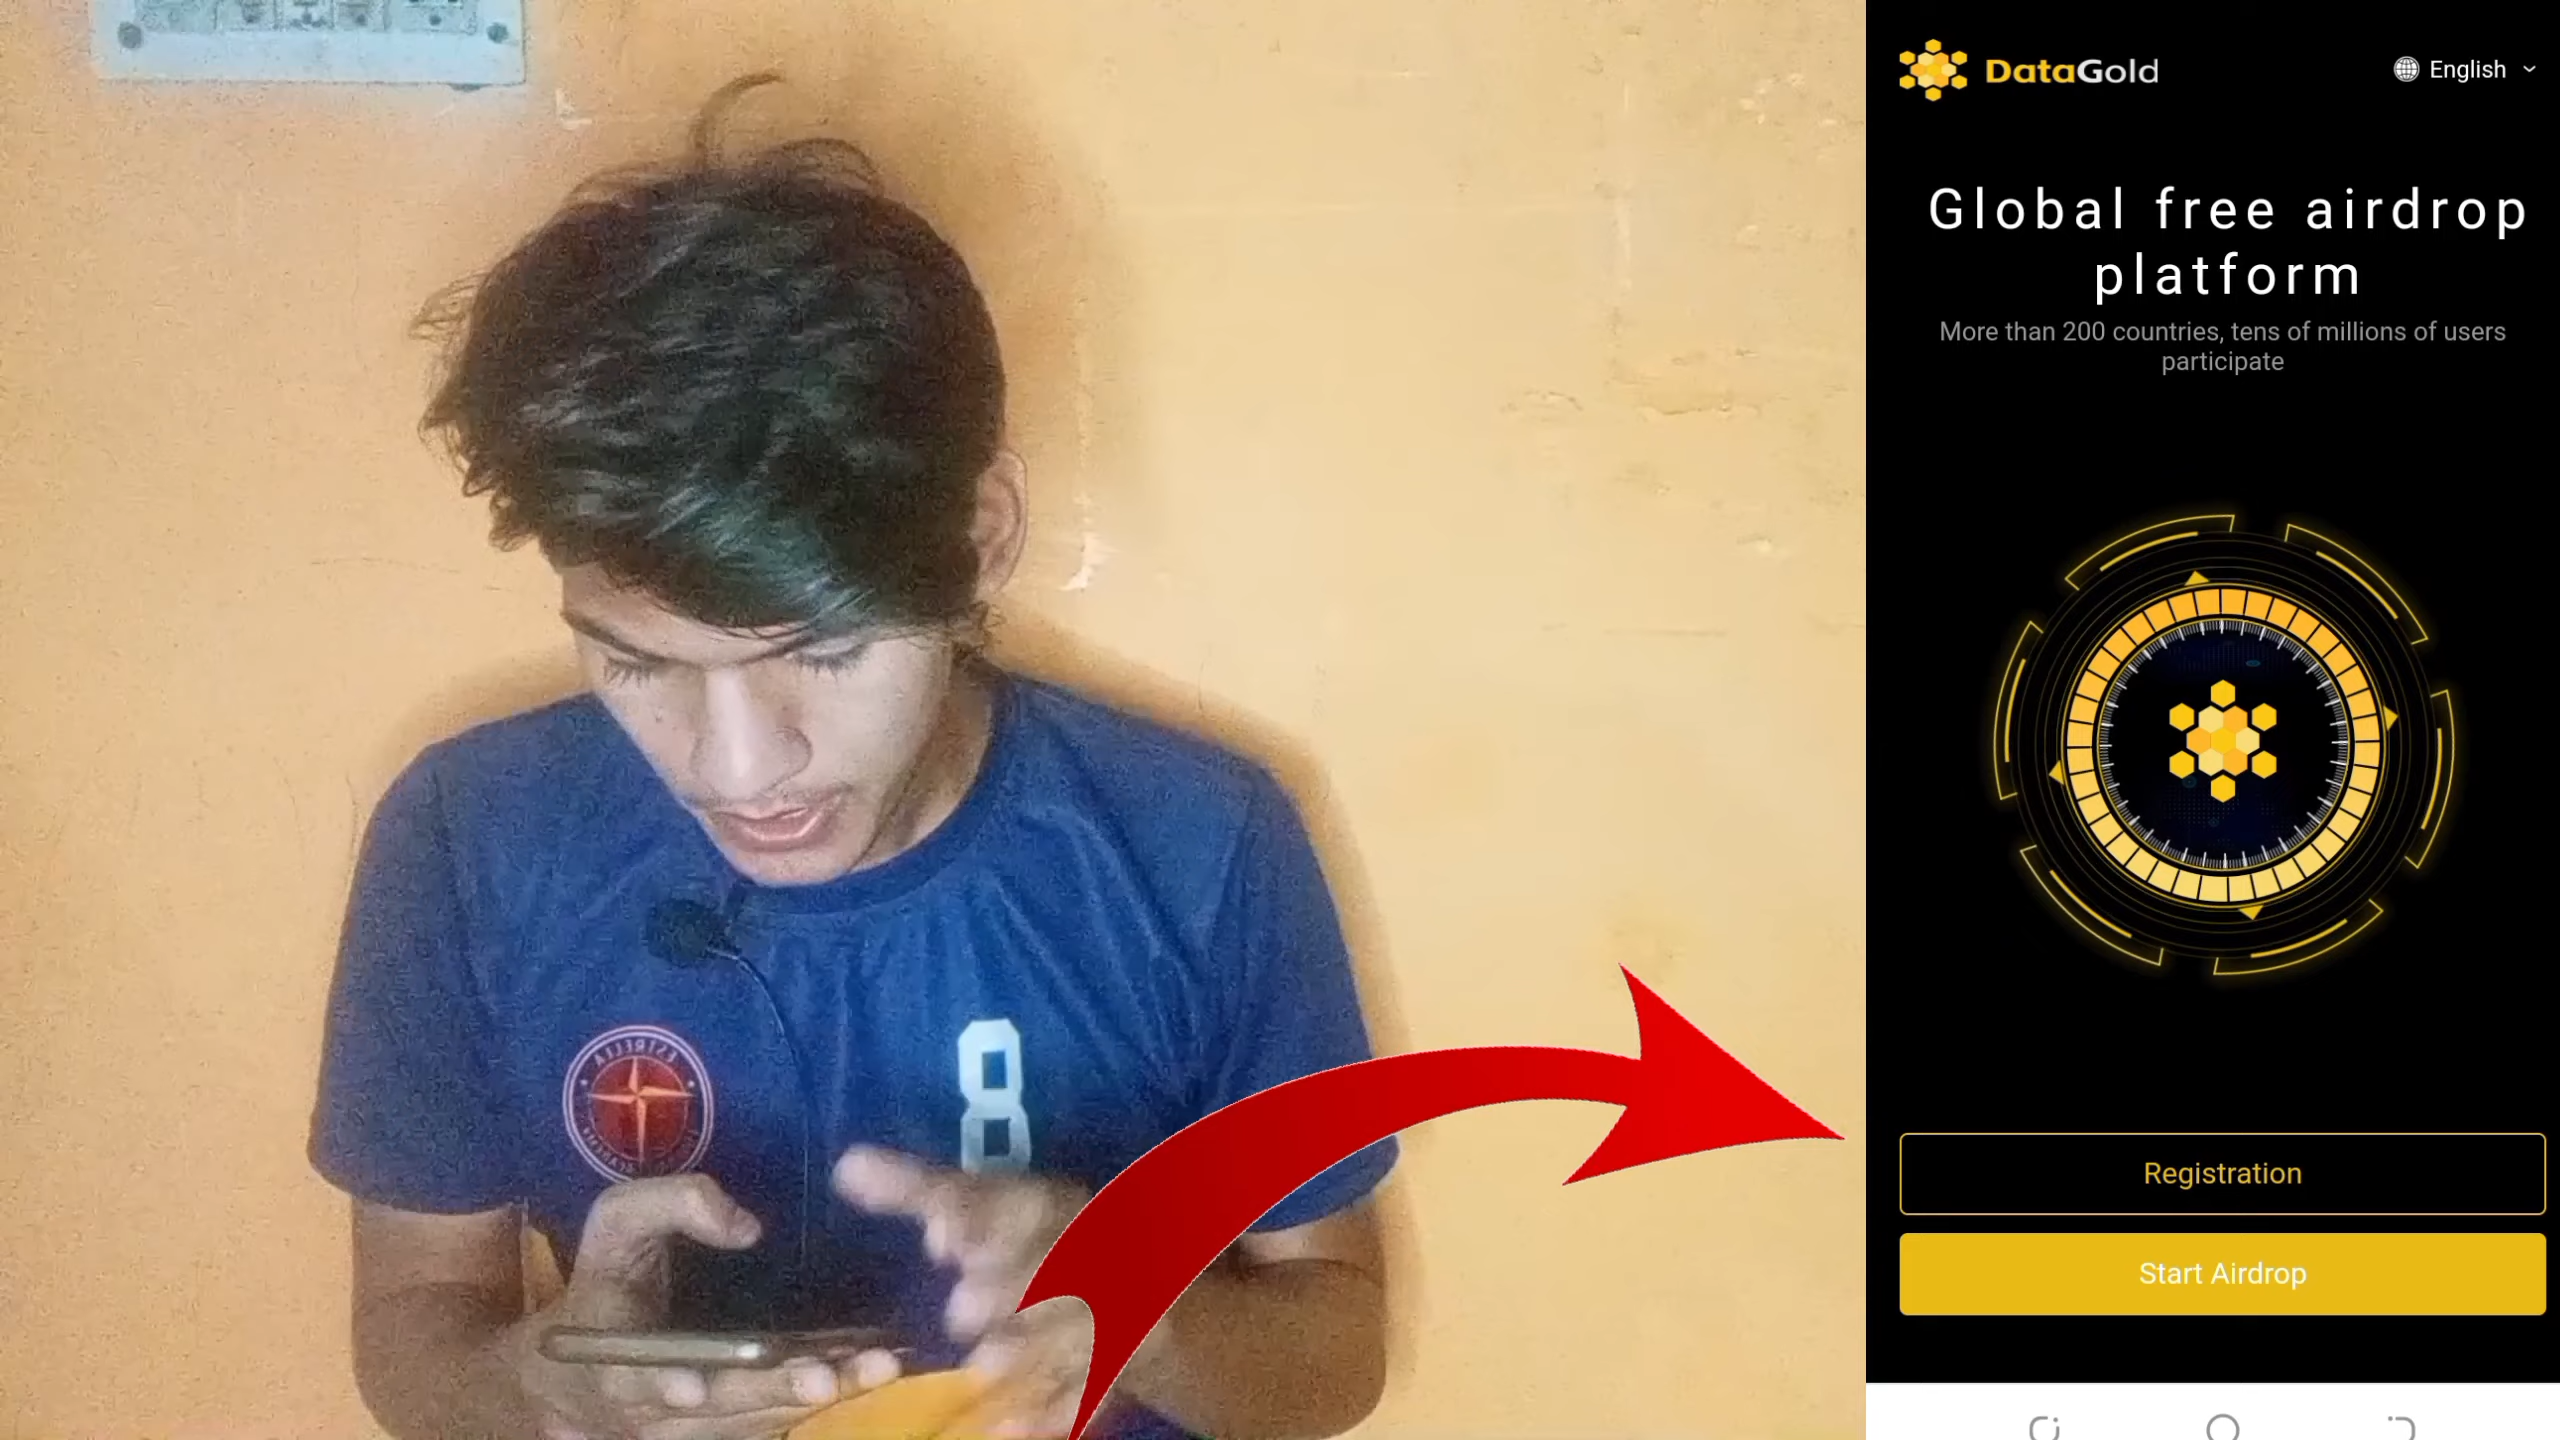 DataGold
English
Global free airdrop
platform
More than 200 countries, tens of millions of users
participate
ESTRELLA
8
Registration
Start Airdrop